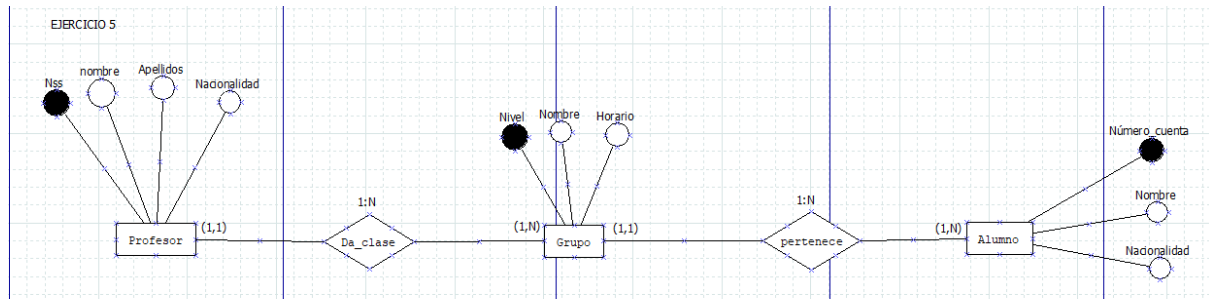 EJERCICIO 5
Nss
nombre
Apellidos
Nacionalidad
Nivel
Nombre
Horario
Número_cuenta
Nombre
Nacionalidad
1:N
1:N
Profesor
(1,1)
Da_clase
(1,N)
Grupo
(1,1)
pertenece
(1,N)
Alumno